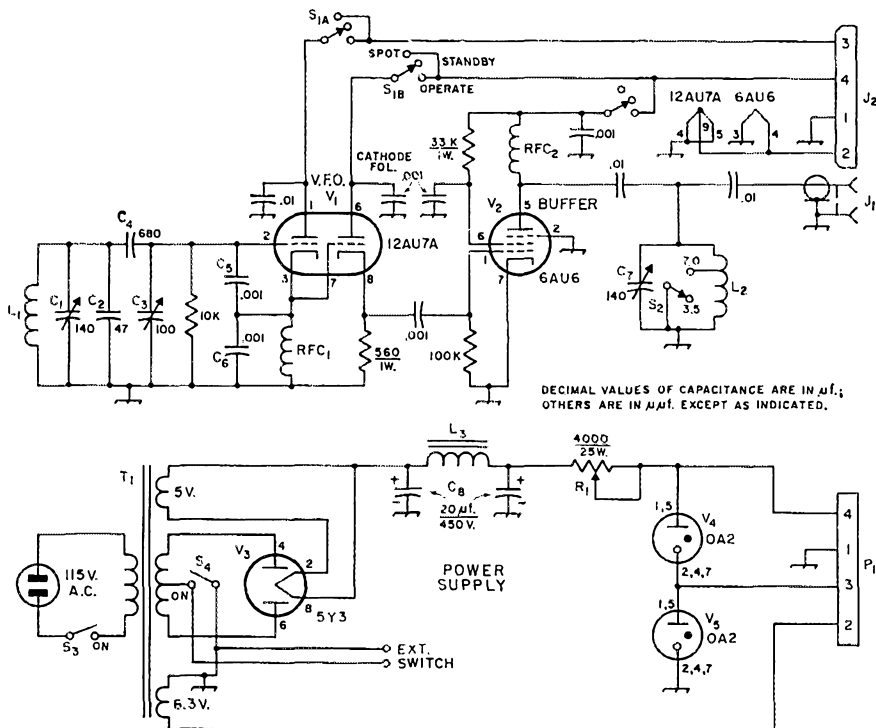 S1A
SPOT
STANDBY
S1B
OPERATE
3
4
1
2
J2
12AU7A
6AU6
4
9
5
3
4
33K
1W.
RFC2
.001
CATHODE
FOL.
.001
.01
V.F.O.
V1
1
6
12AU7A
2
3
7
8
V2
5
BUFFER
2
6
1
7
6AU6
.01
.01
J1
C4
680
L1
C1
140
C2
47
C3
100
10K
C5
.001
C6
.001
RFC1
560
1W.
.001
100K
C7
140
7.0
S2
3.5
L2
DECIMAL VALUES OF CAPACITANCE ARE IN µf.;
OTHERS ARE IN µµf. EXCEPT AS INDICATED.
T1
5V.
115V.
A.C.
S3
ON
S4
ON
V3
4
2
8
6
5Y3
EXT.
SWITCH
6.3V.
L3
+
-
C8
20µf.
450V.
+
-
4000
25W.
R1
POWER
SUPPLY
1,5
V4
OA2
2,4,7
1,5
V5
OA2
2,4,7
4
1
3
2
P1